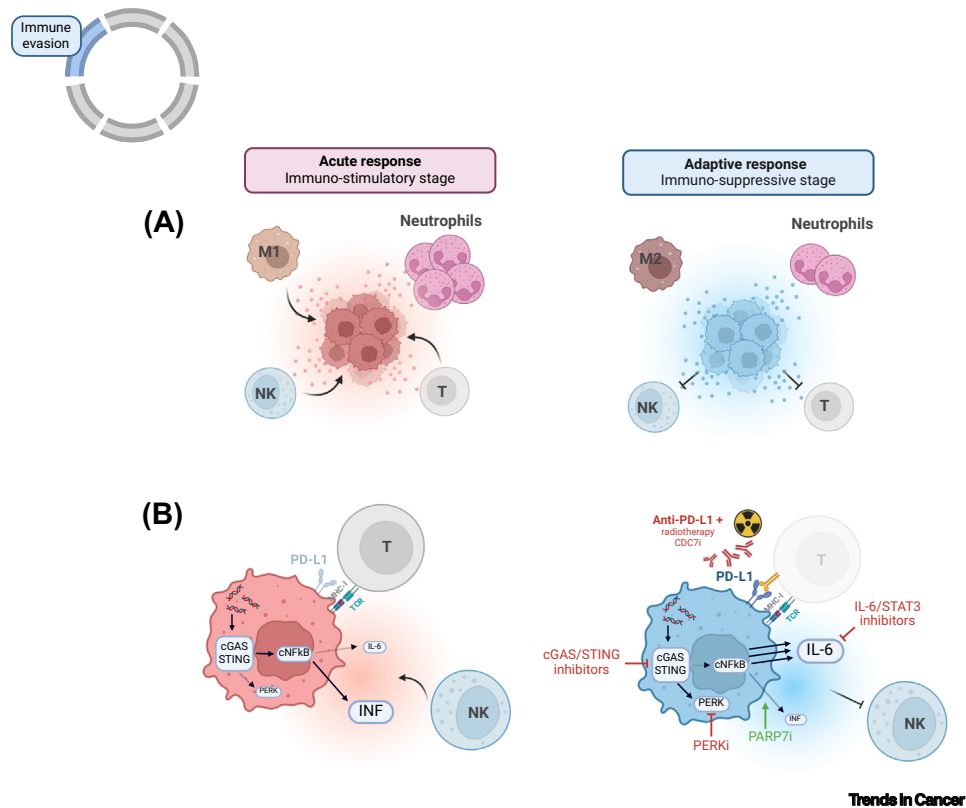 Immune
evasion
Acute response
Immuno-stimulatory stage
Adaptive response
Immuno-suppressive stage
(A)
M1
Neutrophils
NK
T
M2
Neutrophils
NK
T
(B)
T
PD-L1
MHC-I
TCR
cGAS
STING
cNFkB
IL-6
PERK
INF
NK
Anti-PD-L1 +
radiotherapy
CDC7i
T
PD-L1
MHC-I
TCR
IL-6/STAT3
inhibitors
cGAS/STING
inhibitors
cGAS
STING
cNFkB
IL-6
PERK
INF
NK
PERKi
PARP7i
Trends in Cancer